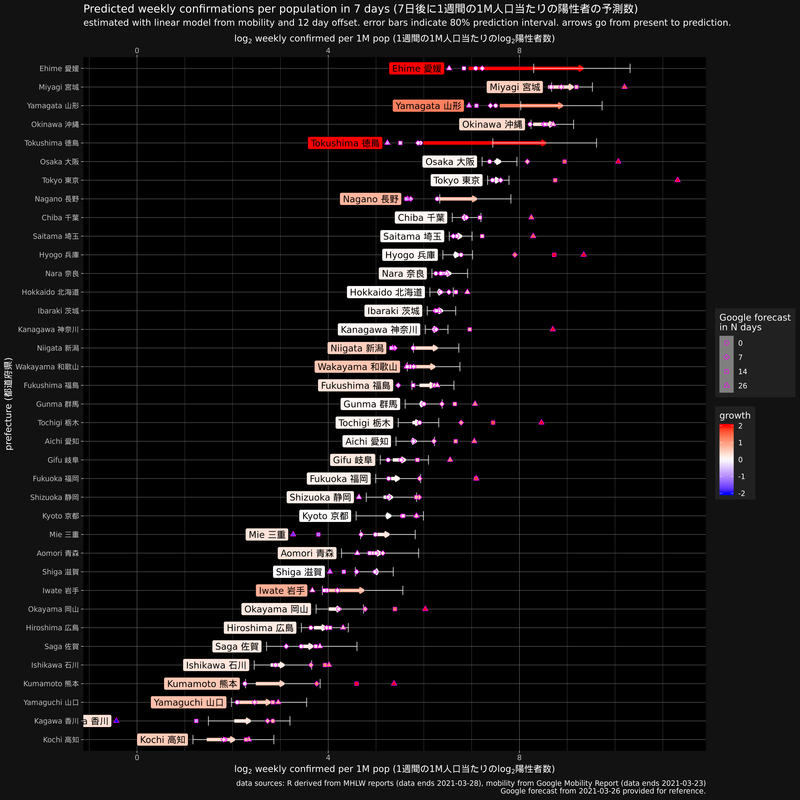 Predicted weekly confirmations per population in 7 days (7日後に1週間の1M人口当たりの陽性者の予測数)
estimated with linear model from mobility and 12 day offset. error bars indicate 80% prediction interval. arrows go from present to prediction.
log2 weekly confirmed per 1M pop (1週間の1M人口当たりのlog2陽性者数)
0 4 8
Ehime 愛媛 Ehime 愛媛
Miyagi 宮城 Miyagi 宮城
Yamagata 山形 Yamagata 山形
Okinawa 沖縄 Okinawa 沖縄
Tokushima 徳島 Tokushima 徳島
Osaka 大阪 Osaka 大阪
Tokyo 東京 Tokyo 東京
Nagano 長野 Nagano 長野
Chiba 千葉 Chiba 千葉
Saitama 埼玉 Saitama 埼玉
Hyogo 兵庫 Hyogo 兵庫
Nara 奈良 Nara 奈良
Hokkaido 北海道 Hokkaido 北海道
Ibaraki 茨城 Ibaraki 茨城
Kanagawa 神奈川 Kanagawa 神奈川
Niigata 新潟 Niigata 新潟
Wakayama 和歌山 Wakayama 和歌山
Fukushima 福島 Fukushima 福島
Gunma 群馬 Gunma 群馬
Tochigi 栃木 Tochigi 栃木
Aichi 愛知 Aichi 愛知
Gifu 岐阜 Gifu 岐阜
Fukuoka 福岡 Fukuoka 福岡
Shizuoka 静岡 Shizuoka 静岡
Kyoto 京都 Kyoto 京都
Mie 三重 Mie 三重
Aomori 青森 Aomori 青森
Shiga 滋賀 Shiga 滋賀
Iwate 岩手 Iwate 岩手
Okayama 岡山 Okayama 岡山
Hiroshima 広島 Hiroshima 広島
Saga 佐賀 Saga 佐賀
Ishikawa 石川 Ishikawa 石川
Kumamoto 熊本 Kumamoto 熊本
Yamaguchi 山口 Yamaguchi 山口
Kagawa 香川 a 香川
Kochi 高知 Kochi 高知
prefecture (都道府県)
0 4 8
log2 weekly confirmed per 1M pop (1週間の1M人口当たりのlog2陽性者数)
Google forecast
in N days
0
7
14
26
growth
2
1
0
-1
-2
data sources: R derived from MHLW reports (data ends 2021-03-28), mobility from Google Mobility Report (data ends 2021-03-23)
Google forecast from 2021-03-26 provided for reference.